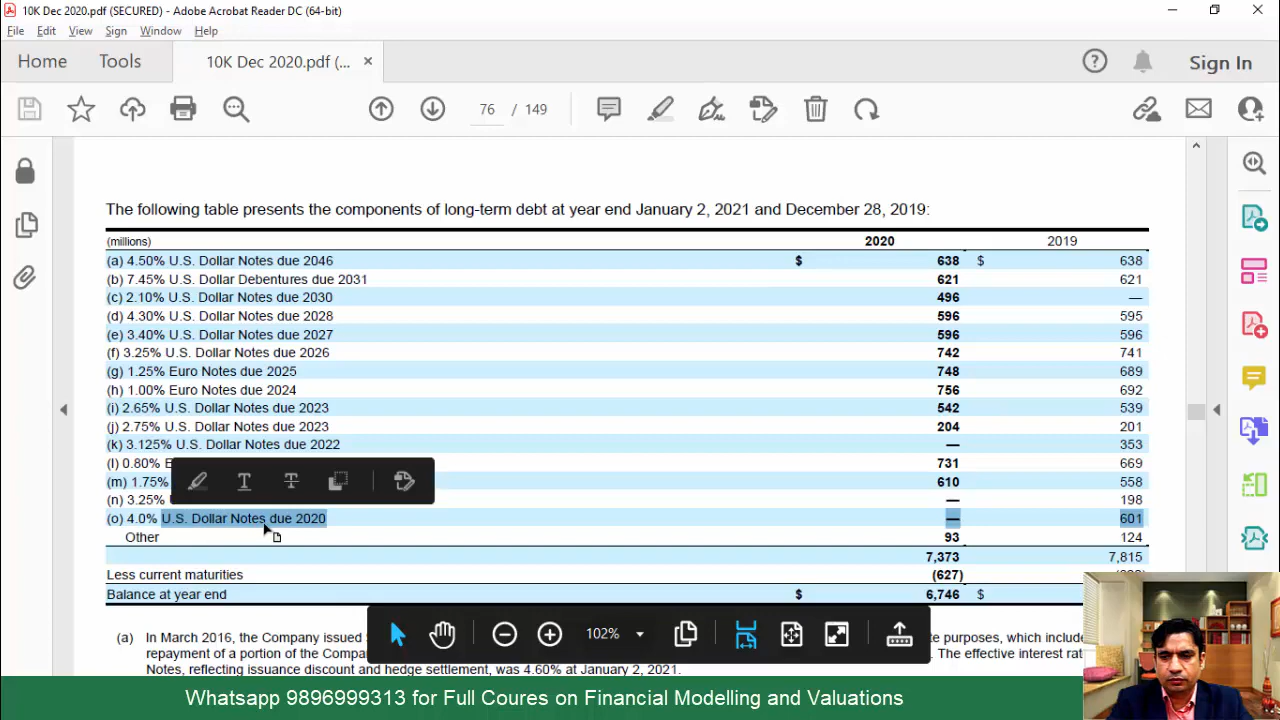 10K Dec 2020.pdf (SECURED) - Adobe Acrobat Reader DC (64-bit)
File Edit View Sign Window Help
Home Tools 10K Dec 2020.pdf (... × Sign In
76 / 149
The following table presents the components of long-term debt at year end January 2, 2021 and December 28, 2019:
(millions) 2020 2019
(a) 4.50% U.S. Dollar Notes due 2046 $ 638 $ 638
(b) 7.45% U.S. Dollar Debentures due 2031 621 621
(c) 2.10% U.S. Dollar Notes due 2030 496 —
(d) 4.30% U.S. Dollar Notes due 2028 596 595
(e) 3.40% U.S. Dollar Notes due 2027 596 596
(f) 3.25% U.S. Dollar Notes due 2026 742 741
(g) 1.25% Euro Notes due 2025 748 689
(h) 1.00% Euro Notes due 2024 756 692
(i) 2.65% U.S. Dollar Notes due 2023 542 539
(j) 2.75% U.S. Dollar Notes due 2023 204 201
(k) 3.125% U.S. Dollar Notes due 2022 — 353
(l) 0.80% 731 669
(m) 1.75% 610 558
(n) 3.25% — 198
(o) 4.0% U.S. Dollar Notes due 2020 — 601
Other 93 124
7,373 7,815
Less current maturities (627)
Balance at year end $ 6,746 $
102%
(a) In March 2016, the Company issued te purposes, which include
repayment of a portion of the Compa . The effective interest rat
Notes, reflecting issuance discount and hedge settlement, was 4.60% at January 2, 2021.
Whatsapp 9896999313 for Full Coures on Financial Modelling and Valuations